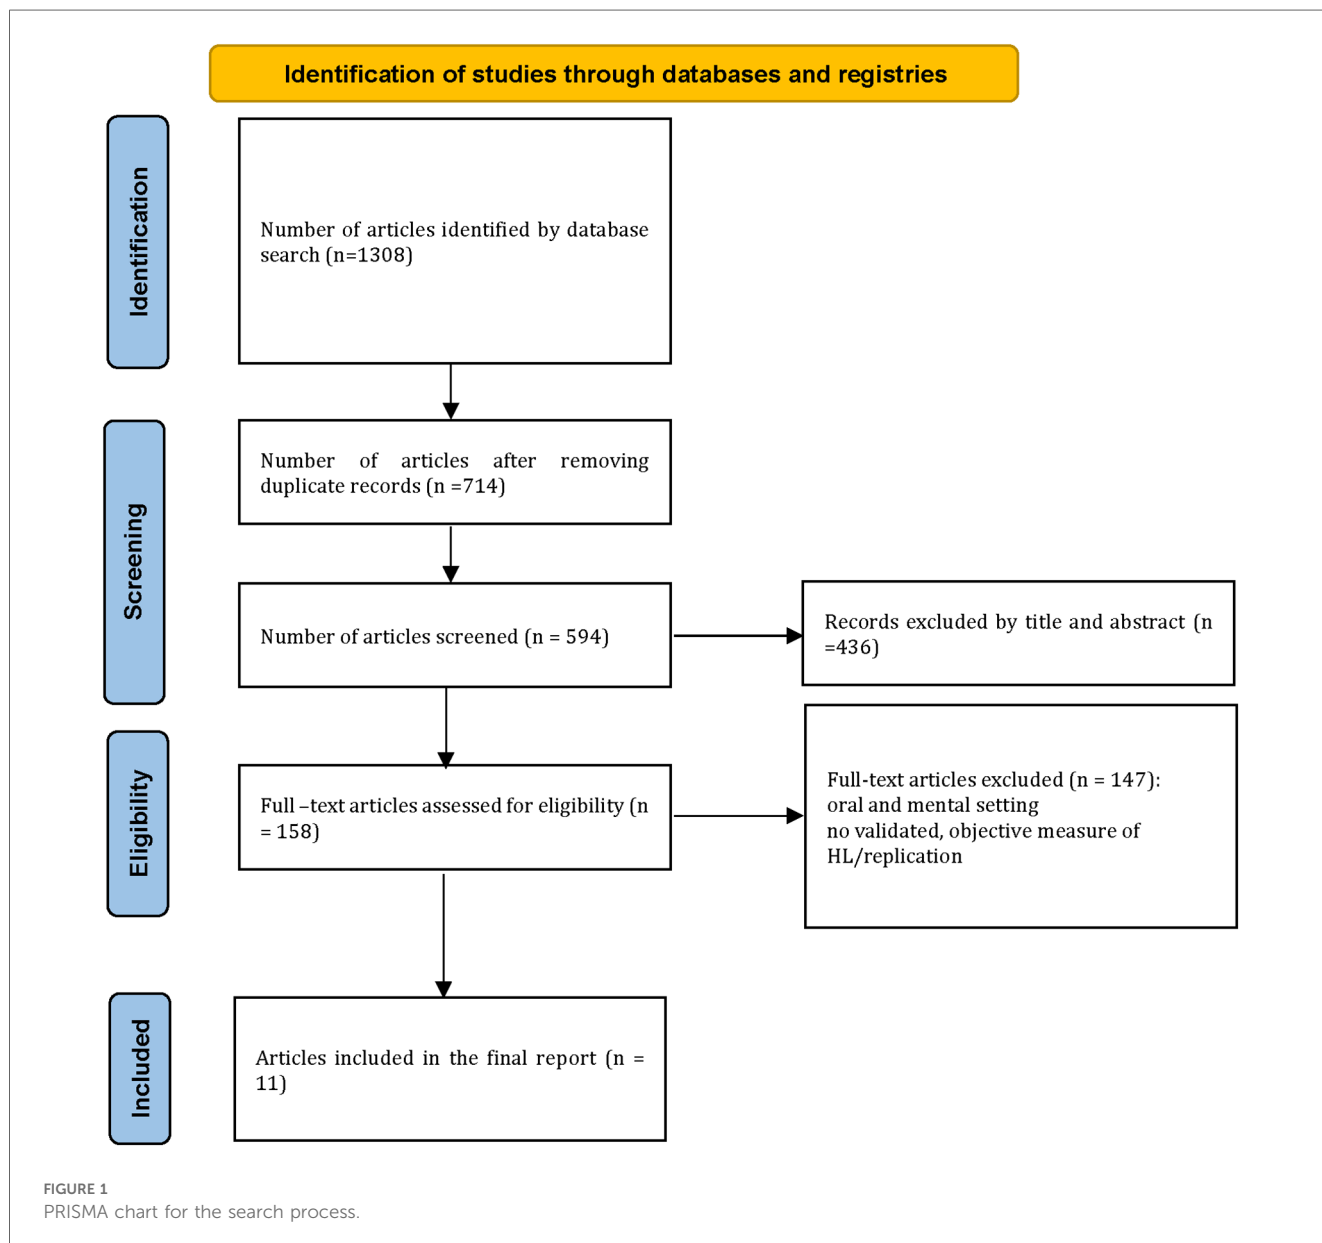 Identification of studies through databases and registries
Identification
Number of articles identified by database
search (n=1308)
Screening
Number of articles after removing
duplicate records (n =714)
Number of articles screened (n = 594)
Records excluded by title and abstract (n
=436)
Eligibility
Full –text articles assessed for eligibility (n
= 158)
Full-text articles excluded (n = 147):
oral and mental setting
no validated, objective measure of
HL/replication
Included
Articles included in the final report (n =
11)
FIGURE 1
PRISMA chart for the search process.